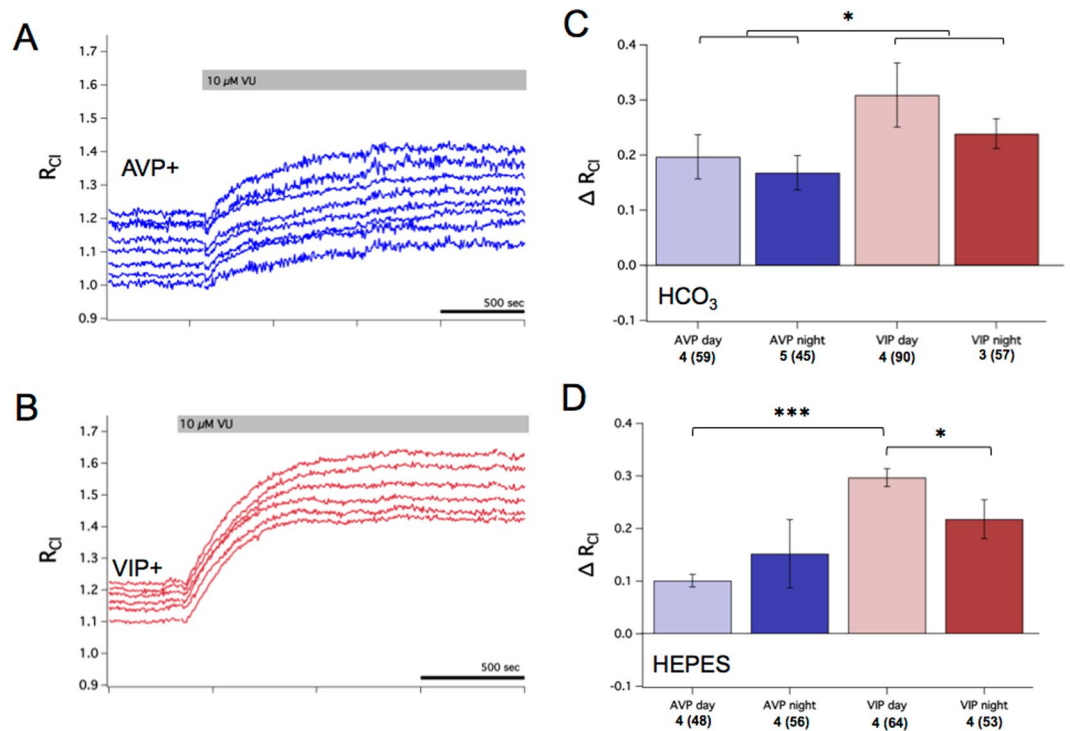 A
1.7
1.6
1.5
1.4
1.3
1.2
1.1
1.0
0.9
R_Cl
10 µM VU
AVP+
500 sec
B
1.7
1.6
1.5
1.4
1.3
1.2
1.1
1.0
0.9
R_Cl
10 µM VU
VIP+
500 sec
C
*
0.4
0.3
0.2
0.1
0.0
-0.1
Δ R_Cl
HCO₃
AVP day AVP night VIP day VIP night
4 (59) 5 (45) 4 (90) 3 (57)
D
***
*
0.4
0.3
0.2
0.1
0.0
-0.1
Δ R_Cl
HEPES
AVP day AVP night VIP day VIP night
4 (48) 4 (56) 4 (64) 4 (53)